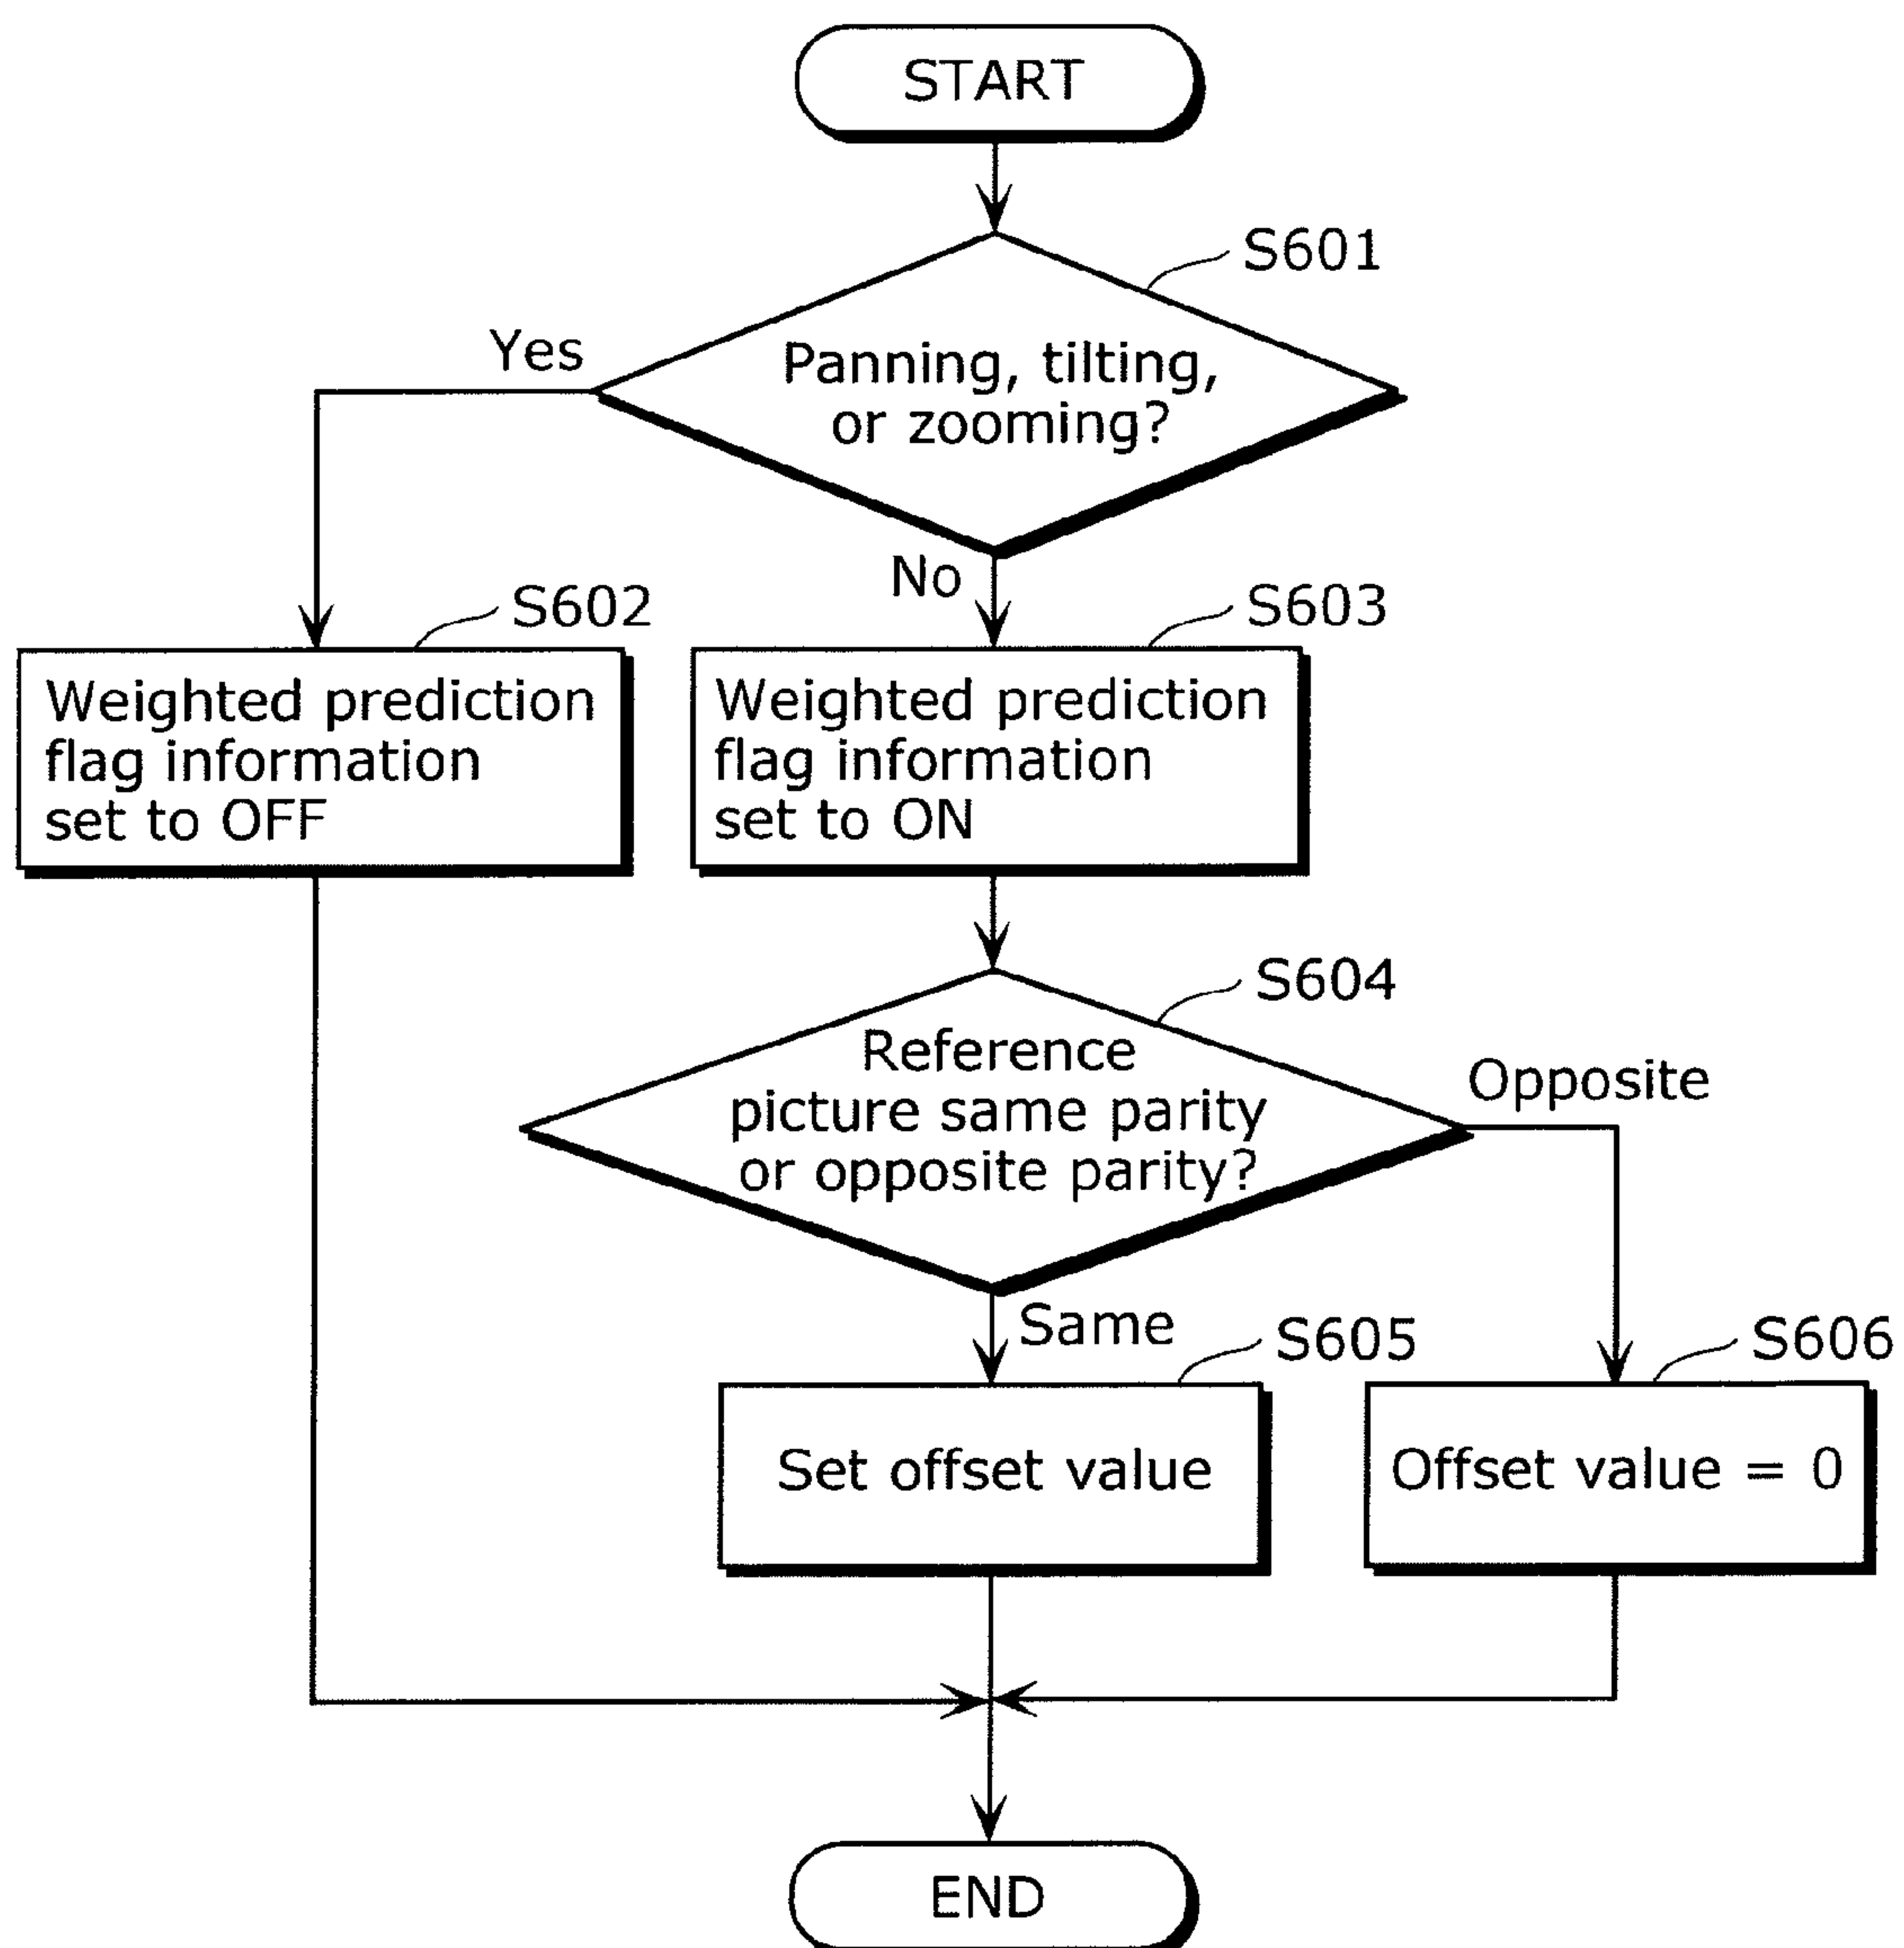 START
S601
Yes
Panning, tilting,
or zooming?
No
S602
S603
Weighted prediction
flag information
set to OFF
Weighted prediction
flag information
set to ON
S604
Reference
picture same parity
or opposite parity?
Opposite
Same
S605
S606
Set offset value
Offset value = 0
END